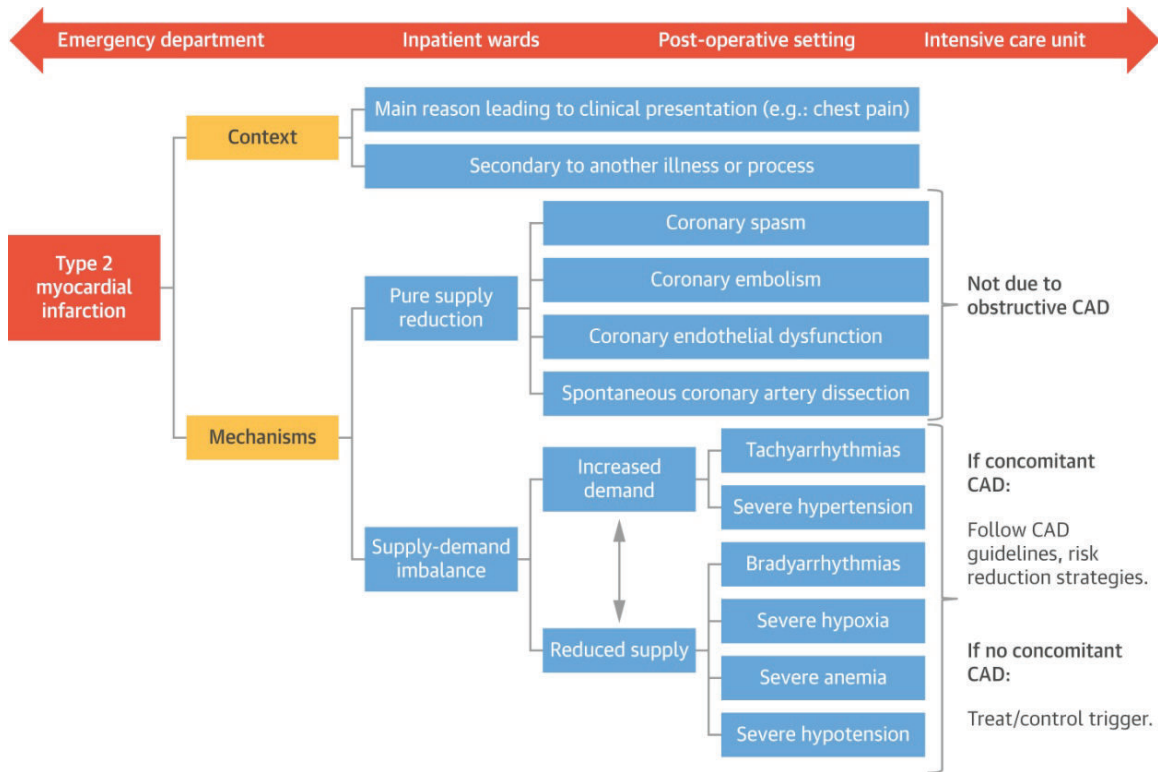 Emergency department
Inpatient wards
Post-operative setting
Intensive care unit
Main reason leading to clinical presentation (e.g.: chest pain)
Context
Secondary to another illness or process
Coronary spasm
Type 2
myocardial
infarction
Pure supply
reduction
Coronary embolism
Not due to
obstructive CAD
Coronary endothelial dysfunction
Spontaneous coronary artery dissection
Mechanisms
Increased
demand
Tachyarrhythmias
If concomitant
CAD:
Severe hypertension
Follow CAD
guidelines, risk
reduction strategies.
Supply-demand
imbalance
Bradyarrhythmias
Severe hypoxia
Reduced supply
If no concomitant
CAD:
Severe anemia
Treat/control trigger.
Severe hypotension